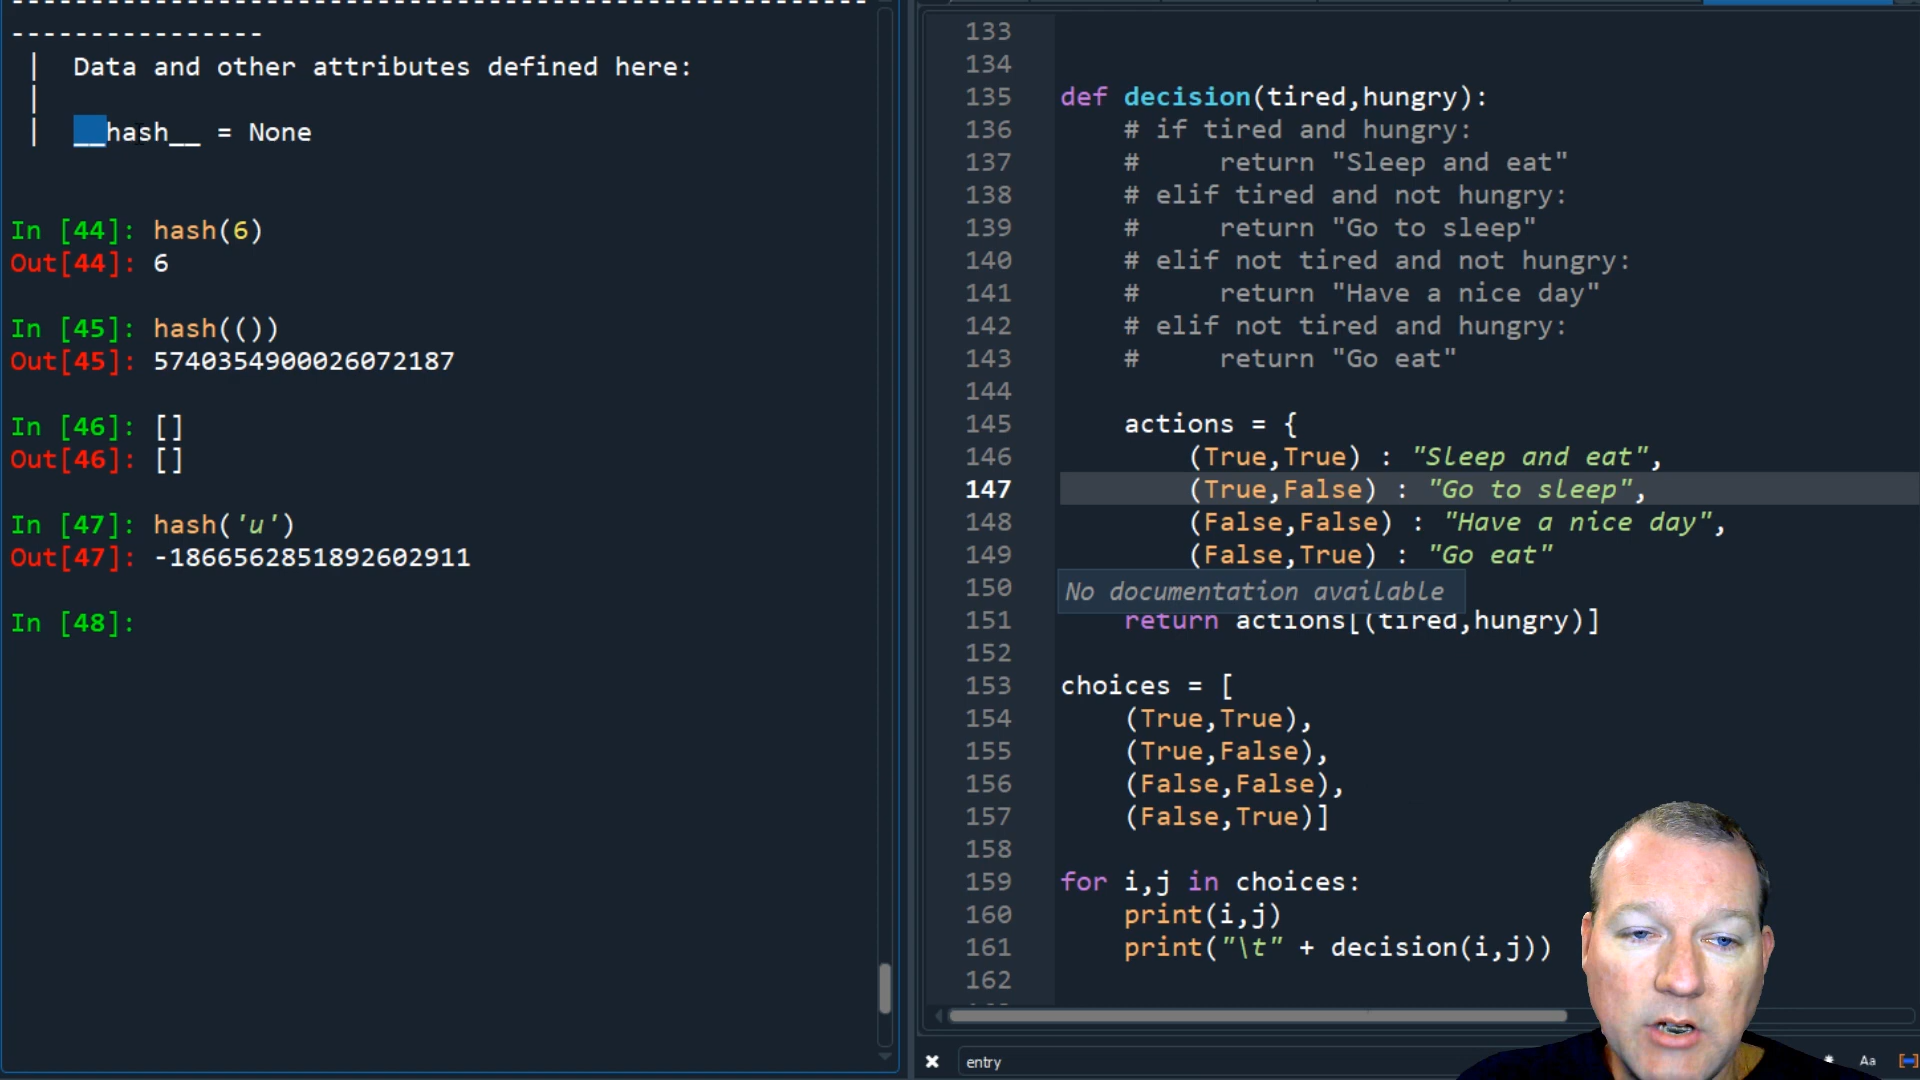 --------------------------------------------------------
----------------
|  Data and other attributes defined here:
|
|  __hash__ = None
In [44]: hash(6)
Out[44]: 6
In [45]: hash(())
Out[45]: 5740354900026072187
In [46]: []
Out[46]: []
In [47]: hash('u')
Out[47]: -1866562851892602911
In [48]:
133
134
135 def decision(tired,hungry):
136     # if tired and hungry:
137     #     return "Sleep and eat"
138     # elif tired and not hungry:
139     #     return "Go to sleep"
140     # elif not tired and not hungry:
141     #     return "Have a nice day"
142     # elif not tired and hungry:
143     #     return "Go eat"
144
145     actions = {
146         (True,True) : "Sleep and eat",
147         (True,False) : "Go to sleep",
148         (False,False) : "Have a nice day",
149         (False,True) : "Go eat"
150 No documentation available
151     return actions[(tired,hungry)]
152
153 choices = [
154     (True,True),
155     (True,False),
156     (False,False),
157     (False,True)]
158
159 for i,j in choices:
160     print(i,j)
161     print("\t" + decision(i,j))
162
entry
Aa